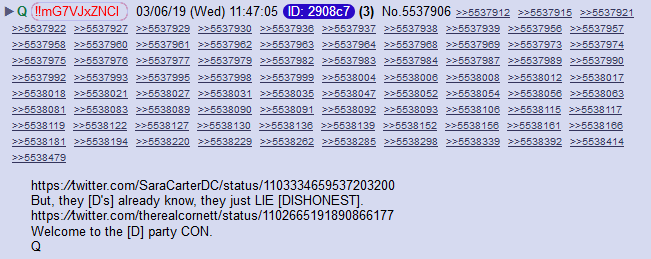 Q !!mG7VJxZNCI 03/06/19 (Wed) 11:47:05 ID: 2908c7 (3) No.5537906 >>5537912 >>5537915 >>5537921
>>5537922 >>5537927 >>5537929 >>5537930 >>5537936 >>5537937 >>5537938 >>5537939 >>5537956 >>5537957
>>5537958 >>5537960 >>5537961 >>5537962 >>5537964 >>5537965 >>5537968 >>5537969 >>5537973 >>5537974
>>5537975 >>5537976 >>5537977 >>5537979 >>5537982 >>5537983 >>5537984 >>5537987 >>5537989 >>5537990
>>5537992 >>5537993 >>5537995 >>5537998 >>5537999 >>5538004 >>5538006 >>5538008 >>5538012 >>5538017
>>5538018 >>5538021 >>5538027 >>5538031 >>5538035 >>5538047 >>5538052 >>5538054 >>5538056 >>5538063
>>5538081 >>5538083 >>5538089 >>5538090 >>5538091 >>5538092 >>5538093 >>5538106 >>5538115 >>5538117
>>5538119 >>5538122 >>5538127 >>5538130 >>5538136 >>5538139 >>5538152 >>5538156 >>5538161 >>5538166
>>5538181 >>5538194 >>5538220 >>5538229 >>5538262 >>5538285 >>5538298 >>5538339 >>5538392 >>5538414
>>5538479
https://twitter.com/SaraCarterDC/status/1103334659537203200
But, they [D's] already know, they just LIE [DISHONEST].
https://twitter.com/therealcornett/status/1102665191890866177
Welcome to the [D] party CON.
Q